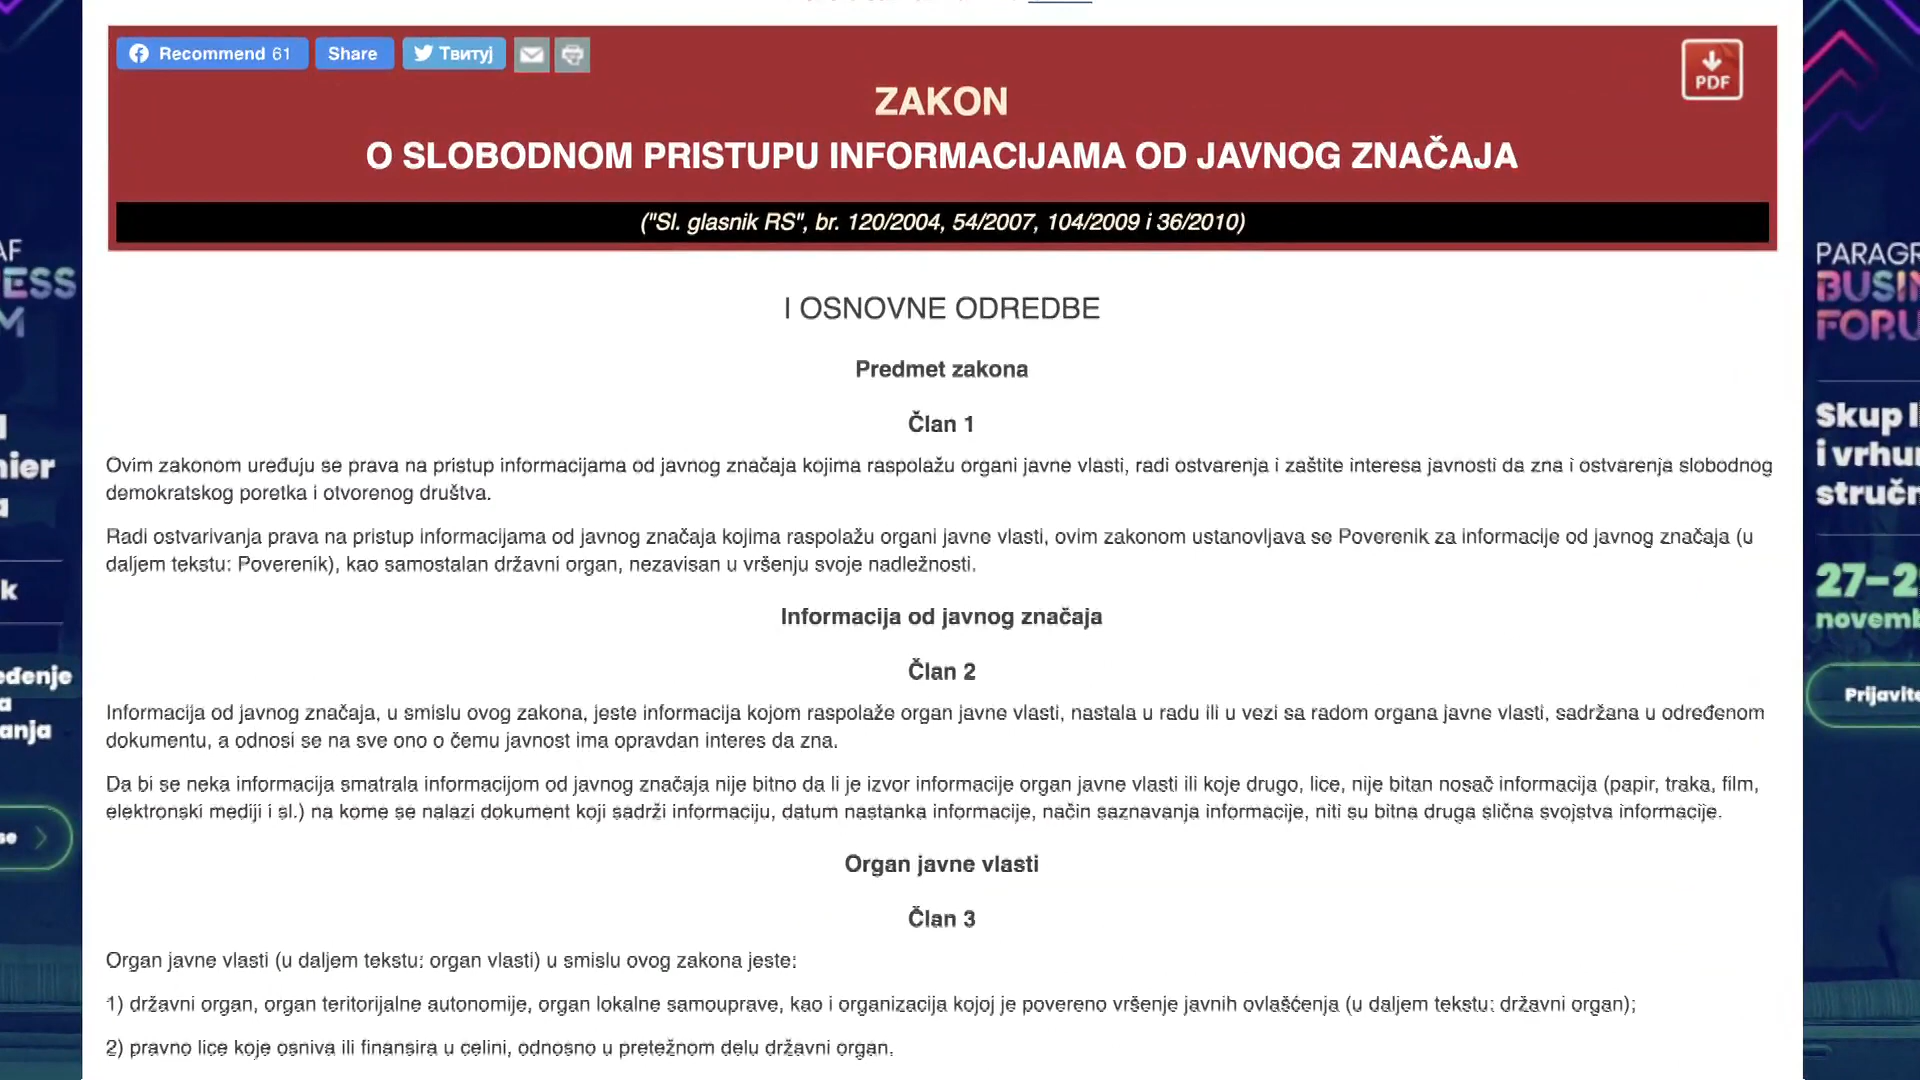 Recommend 61
Share
Твитуј
PDF
ZAKON
O SLOBODNOM PRISTUPU INFORMACIJAMA OD JAVNOG ZNAČAJA
("Sl. glasnik RS", br. 120/2004, 54/2007, 104/2009 i 36/2010)
I OSNOVNE ODREDBE
Predmet zakona
Član 1
Ovim zakonom uređuju se prava na pristup informacijama od javnog značaja kojima raspolažu organi javne vlasti, radi ostvarenja i zaštite interesa javnosti da zna i ostvarenja slobodnog
demokratskog poretka i otvorenog društva.
Radi ostvarivanja prava na pristup informacijama od javnog značaja kojima raspolažu organi javne vlasti, ovim zakonom ustanovljava se Poverenik za informacije od javnog značaja (u
daljem tekstu: Poverenik), kao samostalan državni organ, nezavisan u vršenju svoje nadležnosti.
Informacija od javnog značaja
Član 2
Informacija od javnog značaja, u smislu ovog zakona, jeste informacija kojom raspolaže organ javne vlasti, nastala u radu ili u vezi sa radom organa javne vlasti, sadržana u određenom
dokumentu, a odnosi se na sve ono o čemu javnost ima opravdan interes da zna.
Da bi se neka informacija smatrala informacijom od javnog značaja nije bitno da li je izvor informacije organ javne vlasti ili koje drugo, lice, nije bitan nosač informacija (papir, traka, film,
elektronski mediji i sl.) na kome se nalazi dokument koji sadrži informaciju, datum nastanka informacije, način saznavanja informacije, niti su bitna druga slična svojstva informacije.
Organ javne vlasti
Član 3
Organ javne vlasti (u daljem tekstu: organ vlasti) u smislu ovog zakona jeste:
1) državni organ, organ teritorijalne autonomije, organ lokalne samouprave, kao i organizacija kojoj je povereno vršenje javnih ovlašćenja (u daljem tekstu: državni organ);
2) pravno lice koje osniva ili finansira u celini, odnosno u pretežnom delu državni organ.
AF
ESS
M
nier
a
k
eđenje
a
anja
se
PARAGR
BUSIN
FORU
Skup
i vrhu
stručn
27–2
novemb
Prijavite